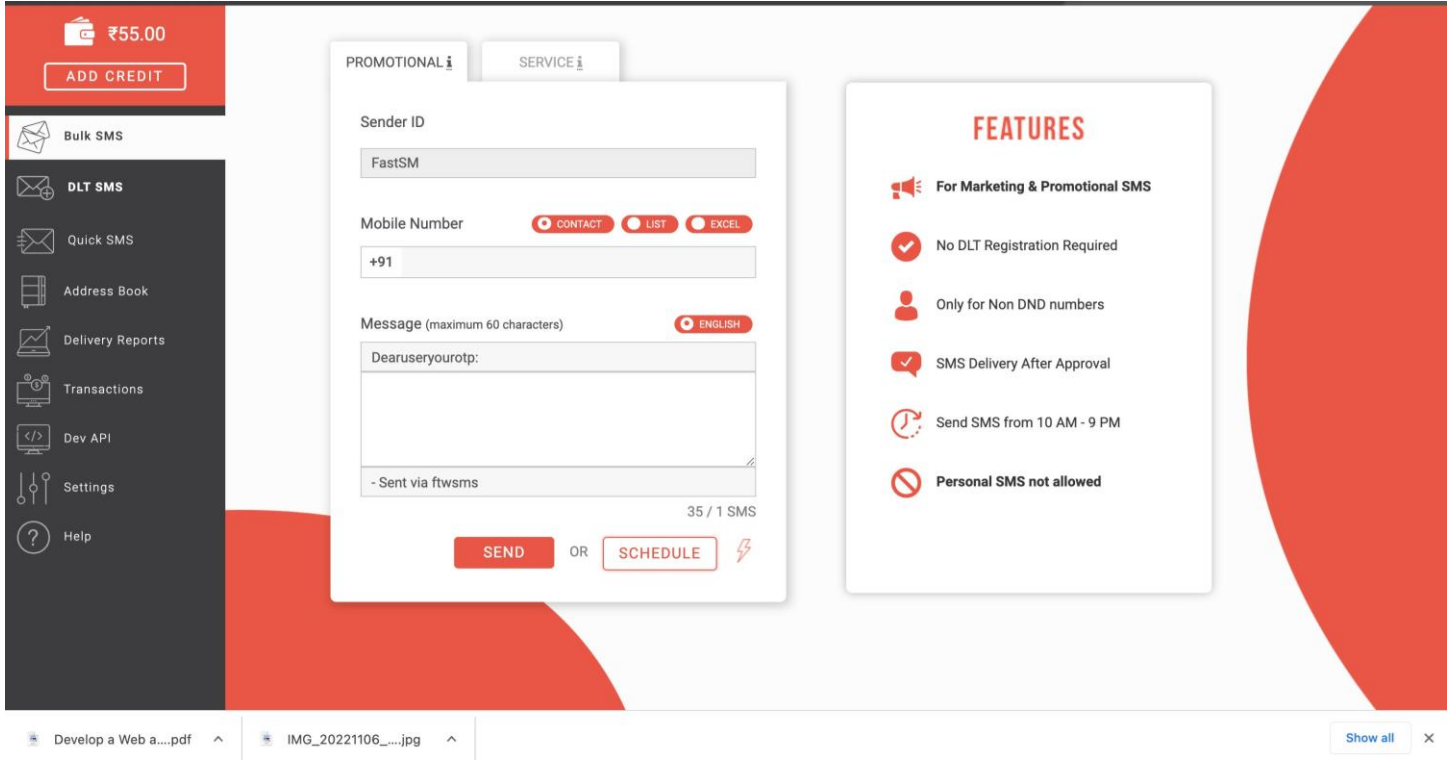 ₹55.00
ADD CREDIT
Bulk SMS
DLT SMS
Quick SMS
Address Book
Delivery Reports
Transactions
Dev API
Settings
Help
PROMOTIONAL i
SERVICE i
Sender ID
FastSM
Mobile Number
CONTACT LIST EXCEL
+91
Message (maximum 60 characters)
ENGLISH
Dearuseryourotp:
- Sent via ftwsms
35 / 1 SMS
SEND OR SCHEDULE
FEATURES
For Marketing & Promotional SMS
No DLT Registration Required
Only for Non DND numbers
SMS Delivery After Approval
Send SMS from 10 AM - 9 PM
Personal SMS not allowed
Develop a Web a....pdf
IMG_20221106_....jpg
Show all